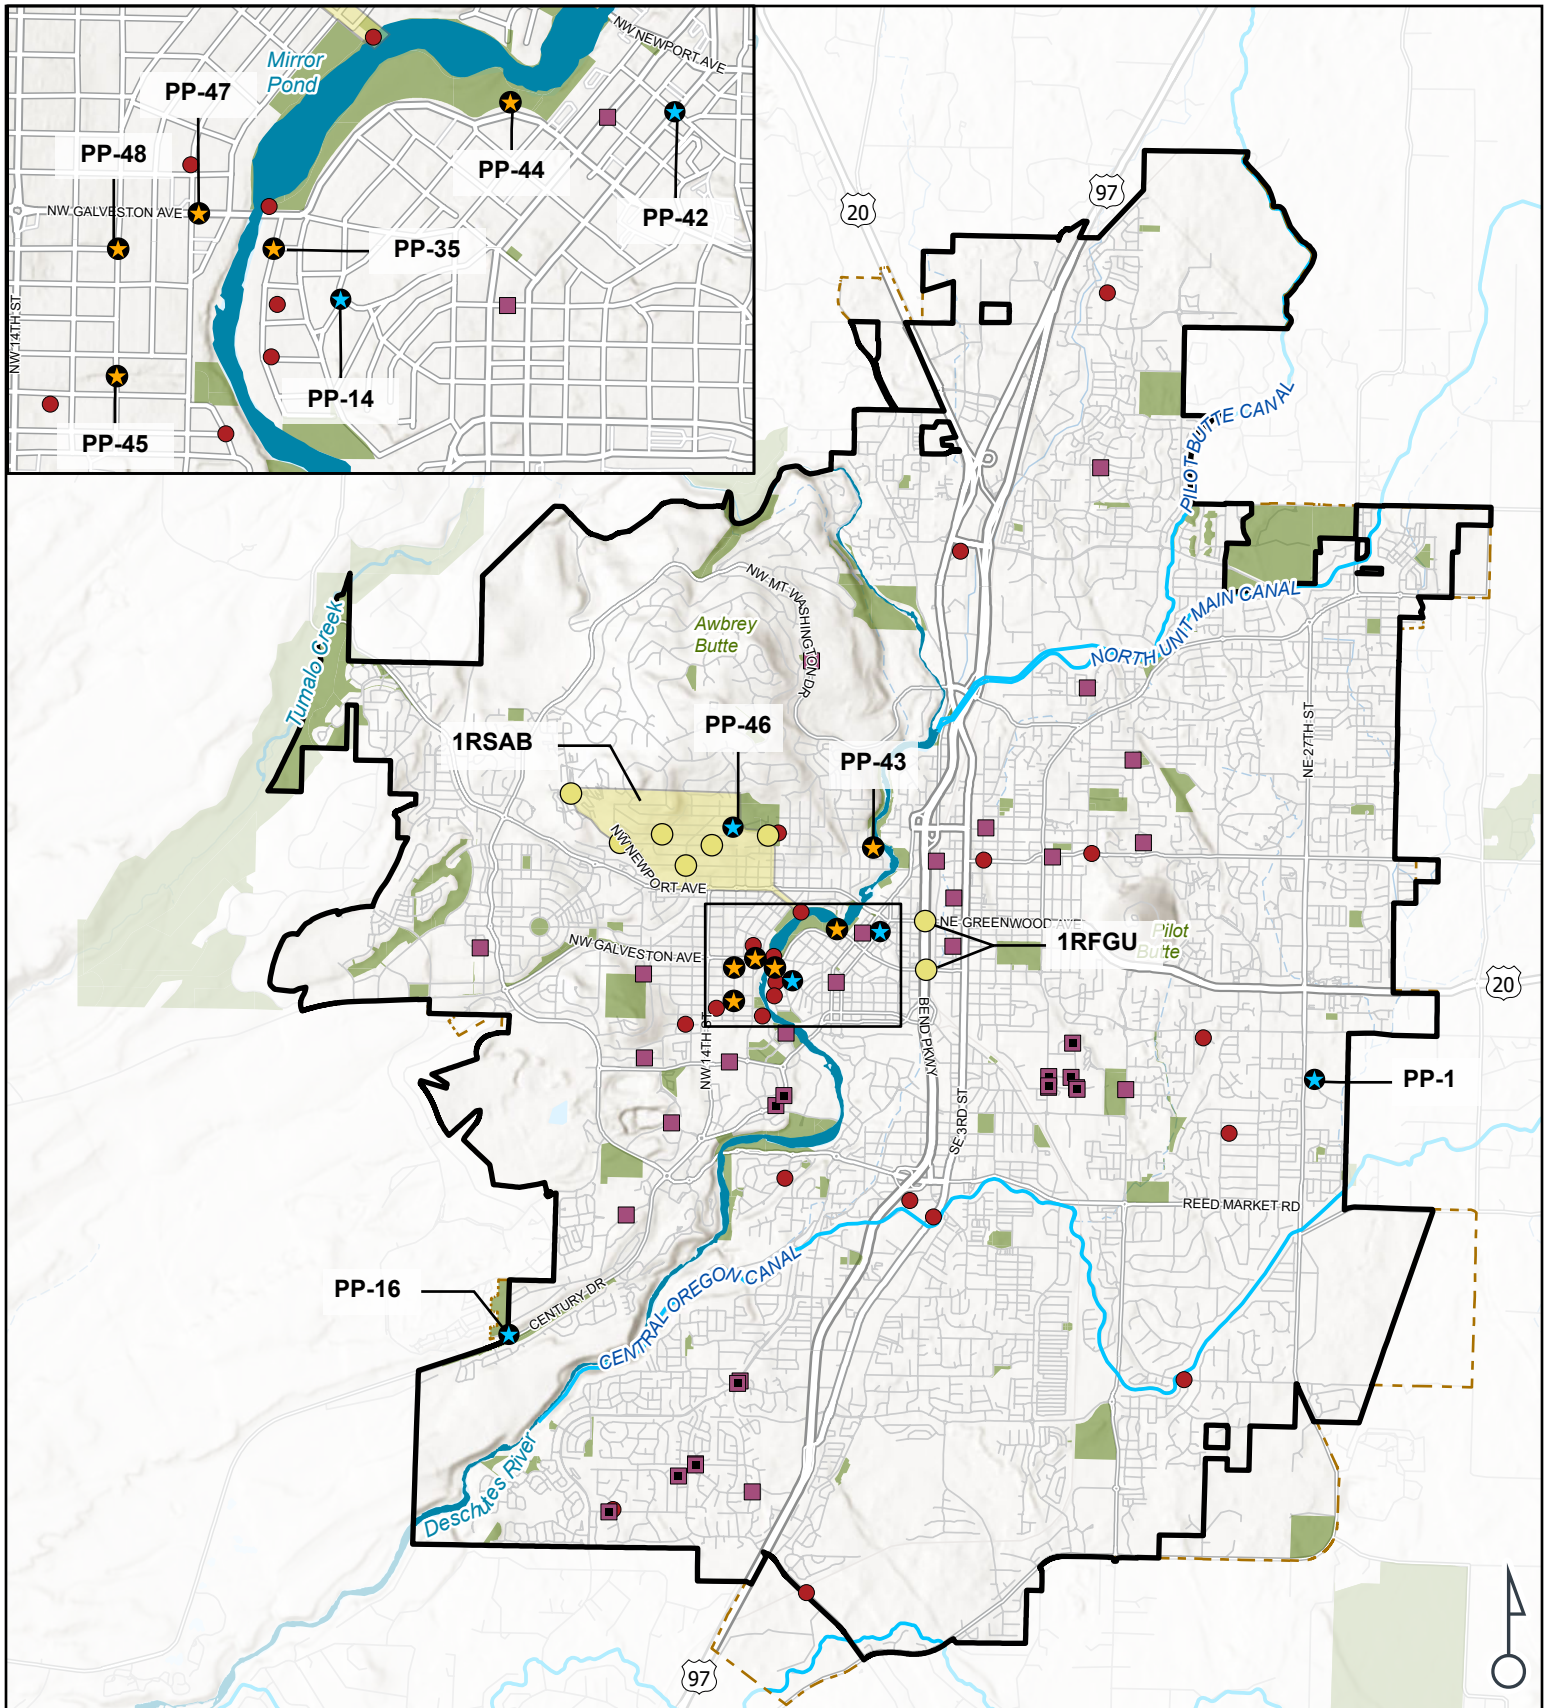 NW NEWPORT AVE
Mirror
Pond
PP-47
PP-48
PP-44
PP-42
NW GALVESTON AVE
PP-35
NW 14TH ST
PP-14
PP-45
20
97
PILOT BUTTE CANAL
NORTH UNIT MAIN CANAL
NW MT WASHINGTON DR
Awbrey
Butte
Tumalo Creek
NE 27TH ST
1RSAB
PP-46
PP-43
NW NEWPORT AVE
NE GREENWOOD AVE
1RFGU
Pilot
Butte
NW GALVESTON AVE
20
NW 14TH ST
BEND PKWY
PP-1
SE 3RD ST
REED MARKET RD
PP-16
CENTURY DR
CENTRAL OREGON CANAL
Deschutes River
97